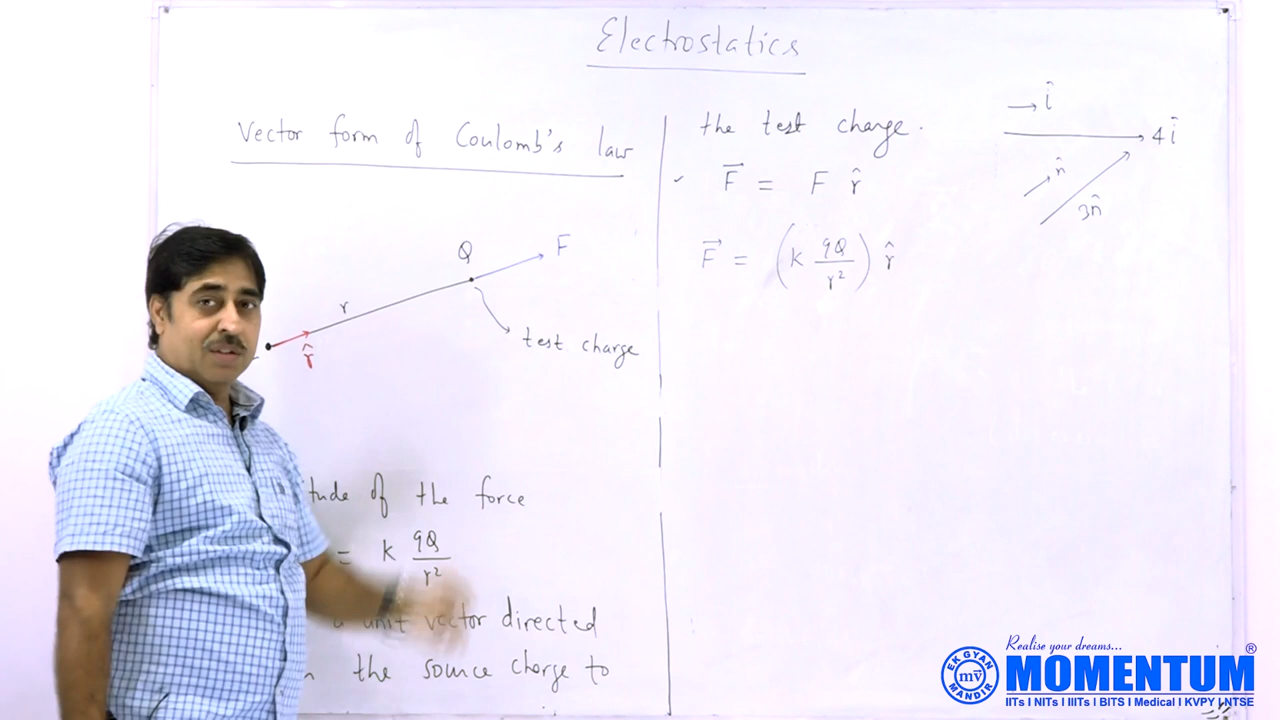 Electrostatics
Vector form of Coulomb's law
Q
F
r
r̂
test charge
itude of the force
= k qQ/r²
unit vector directed
the source charge to
the test charge.
F⃗ = F r̂
F⃗ = (k qQ/r²) r̂
î
4î
n̂
3n̂
Realise your dreams...
EK GYAN
mv⃗
MANDIR
MOMENTUM®
IITs I NITs I IIITs I BITS I Medical I KVPY I NTSE